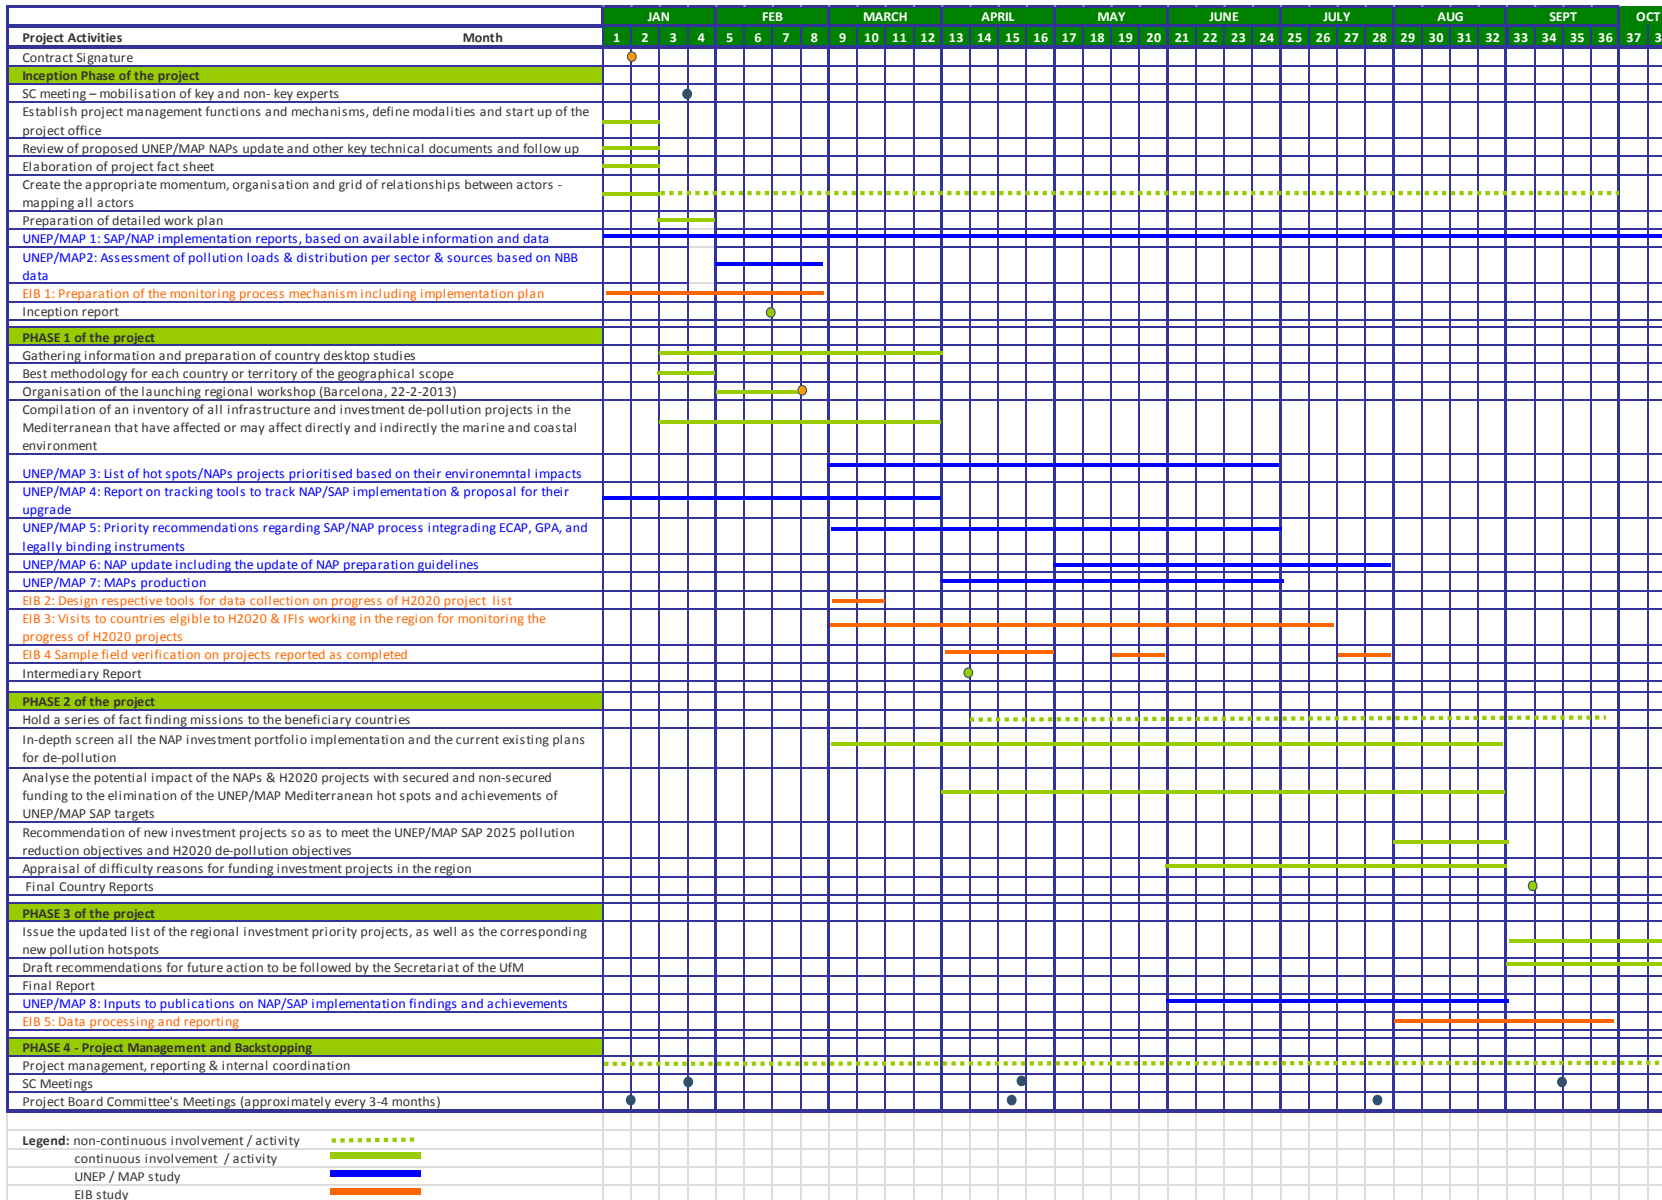 JAN FEB MARCH APRIL MAY JUNE JULY AUG SEPT OCT
Project Activities Month 1 2 3 4 5 6 7 8 9 10 11 12 13 14 15 16 17 18 19 20 21 22 23 24 25 26 27 28 29 30 31 32 33 34 35 36 37
Contract Signature
Inception Phase of the project
SC meeting – mobilisation of key and non- key experts
Establish project management functions and mechanisms, define modalities and start up of the
project office
Review of proposed UNEP/MAP NAPs update and other key technical documents and follow up
Elaboration of project fact sheet
Create the appropriate momentum, organisation and grid of relationships between actors -
mapping all actors
Preparation of detailed work plan
UNEP/MAP 1: SAP/NAP implementation reports, based on available information and data
UNEP/MAP2: Assessment of pollution loads & distribution per sector & sources based on NBB
data
EIB 1: Preparation of the monitoring process mechanism including implementation plan
Inception report
PHASE 1 of the project
Gathering information and preparation of country desktop studies
Best methodology for each country or territory of the geographical scope
Organisation of the launching regional workshop (Barcelona, 22-2-2013)
Compilation of an inventory of all infrastructure and investment de-pollution projects in the
Mediterranean that have affected or may affect directly and indirectly the marine and coastal
environment
UNEP/MAP 3: List of hot spots/NAPs projects prioritised based on their environemntal impacts
UNEP/MAP 4: Report on tracking tools to track NAP/SAP implementation & proposal for their
upgrade
UNEP/MAP 5: Priority recommendations regarding SAP/NAP process integrading ECAP, GPA, and
legally binding instruments
UNEP/MAP 6: NAP update including the update of NAP preparation guidelines
UNEP/MAP 7: MAPs production
EIB 2: Design respective tools for data collection on progress of H2020 project list
EIB 3: Visits to countries elgible to H2020 & IFIs working in the region for monitoring the
progress of H2020 projects
EIB 4 Sample field verification on projects reported as completed
Intermediary Report
PHASE 2 of the project
Hold a series of fact finding missions to the beneficiary countries
In-depth screen all the NAP investment portfolio implementation and the current existing plans
for de-pollution
Analyse the potential impact of the NAPs & H2020 projects with secured and non-secured
funding to the elimination of the UNEP/MAP Mediterranean hot spots and achievements of
UNEP/MAP SAP targets
Recommendation of new investment projects so as to meet the UNEP/MAP SAP 2025 pollution
reduction objectives and H2020 de-pollution objectives
Appraisal of difficulty reasons for funding investment projects in the region
Final Country Reports
PHASE 3 of the project
Issue the updated list of the regional investment priority projects, as well as the corresponding
new pollution hotspots
Draft recommendations for future action to be followed by the Secretariat of the UfM
Final Report
UNEP/MAP 8: Inputs to publications on NAP/SAP implementation findings and achievements
EIB 5: Data processing and reporting
PHASE 4 - Project Management and Backstopping
Project management, reporting & internal coordination
SC Meetings
Project Board Committee's Meetings (approximately every 3-4 months)
Legend: non-continuous involvement / activity
continuous involvement / activity
UNEP / MAP study
EIB study